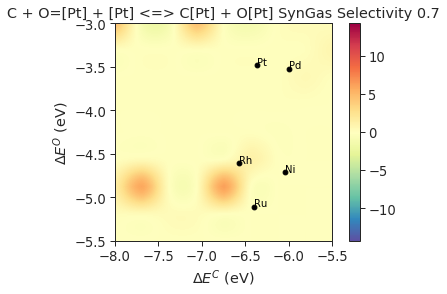 C + O=[Pt] + [Pt] <=> C[Pt] + O[Pt] SynGas Selectivity 0.7
−3.0
−3.5
−4.0
−4.5
−5.0
−5.5
ΔE^O (eV)
Pt
Pd
Rh
Ni
Ru
−8.0 −7.5 −7.0 −6.5 −6.0 −5.5
ΔE^C (eV)
10
5
0
−5
−10